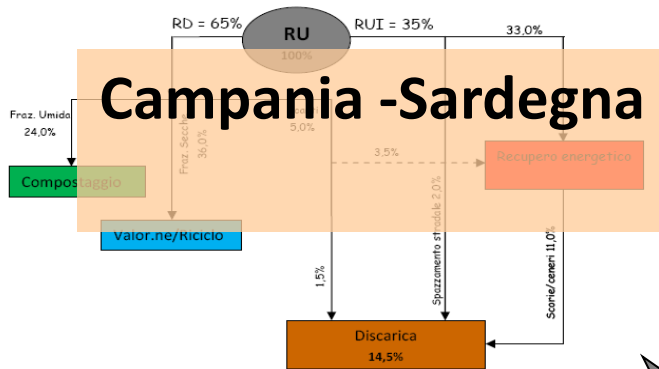 RD = 65%
RU
RUI = 35%
100%
33,0%
Campania -Sardegna
Fraz. Umida
24,0%
5,0%
Fraz. Secche
36,0%
3,5%
Recupero energetico
Compostaggio
Valor.ne/Riciclo
1,5%
Spazzamento stradale 2,0%
Scorie/ceneri 11,0%
Discarica
14,5%